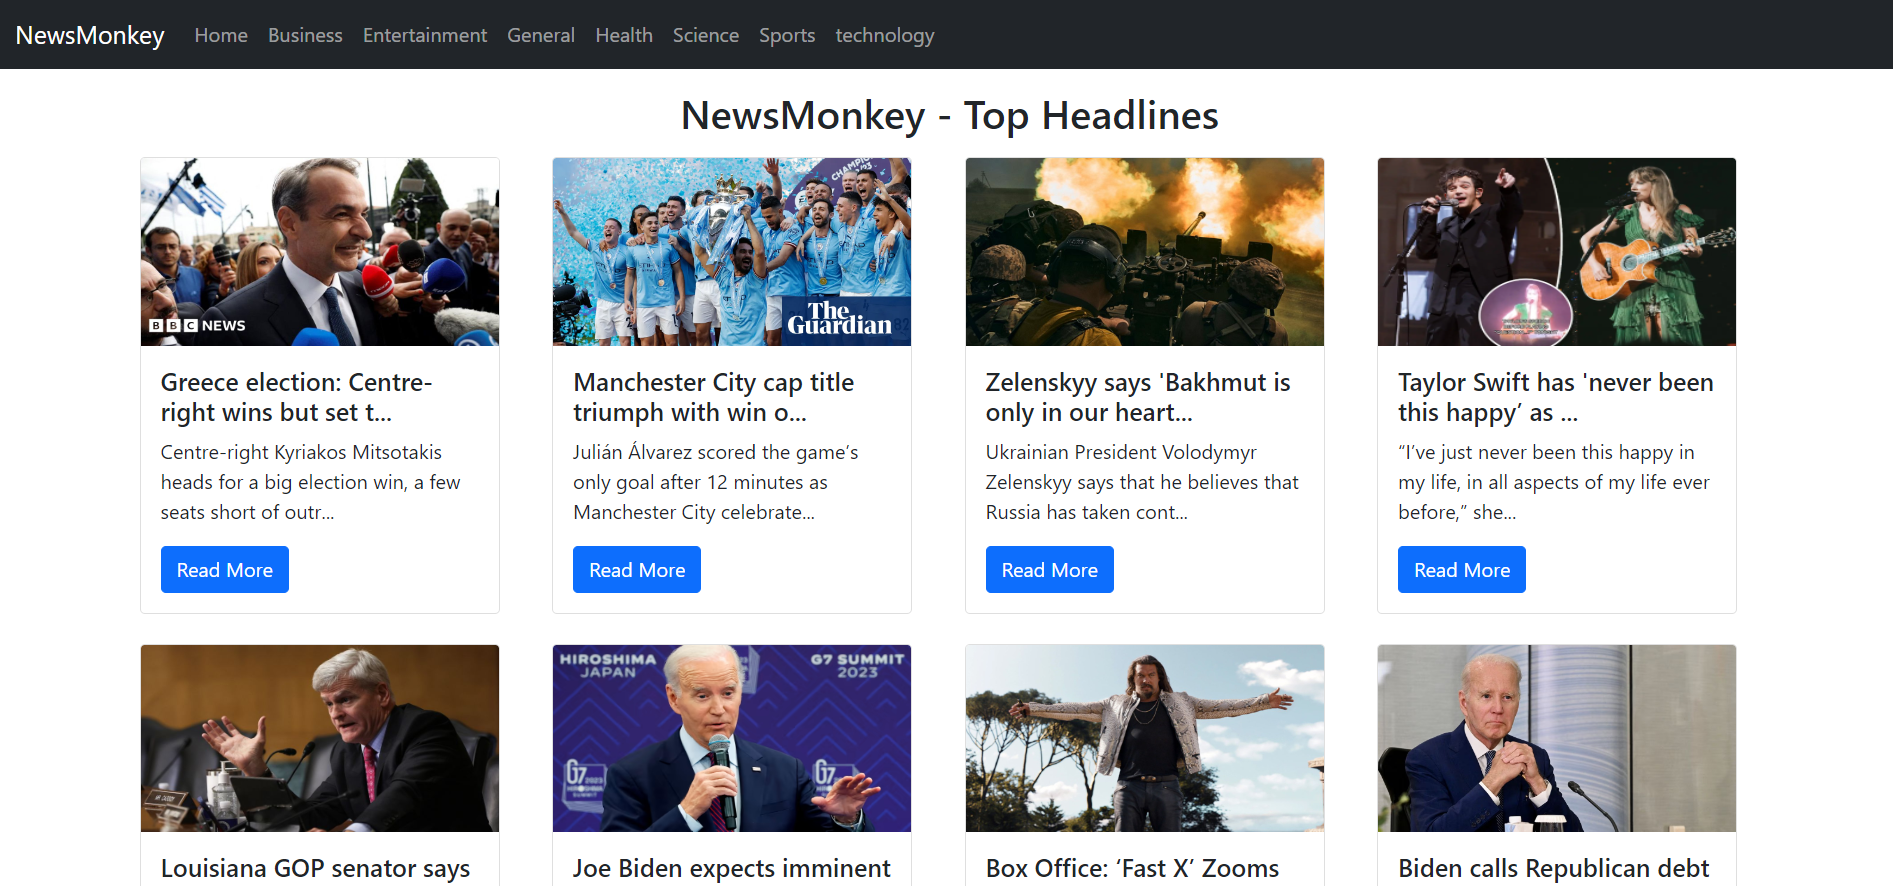 NewsMonkey Home Business Entertainment General Health Science Sports technology
NewsMonkey - Top Headlines
BBC NEWS
Greece election: Centre-
right wins but set t...
Centre-right Kyriakos Mitsotakis
heads for a big election win, a few
seats short of outr...
Read More
The
Guardian
Manchester City cap title
triumph with win o...
Julián Álvarez scored the game’s
only goal after 12 minutes as
Manchester City celebrate...
Read More
Zelenskyy says 'Bakhmut is
only in our heart...
Ukrainian President Volodymyr
Zelenskyy says that he believes that
Russia has taken cont...
Read More
Taylor Swift has 'never been
this happy’ as ...
“I’ve just never been this happy in
my life, in all aspects of my life ever
before,” she...
Read More
Louisiana GOP senator says
HIROSHIMA
JAPAN
G7 SUMMIT
2023
Joe Biden expects imminent
Box Office: ‘Fast X’ Zooms
Biden calls Republican debt